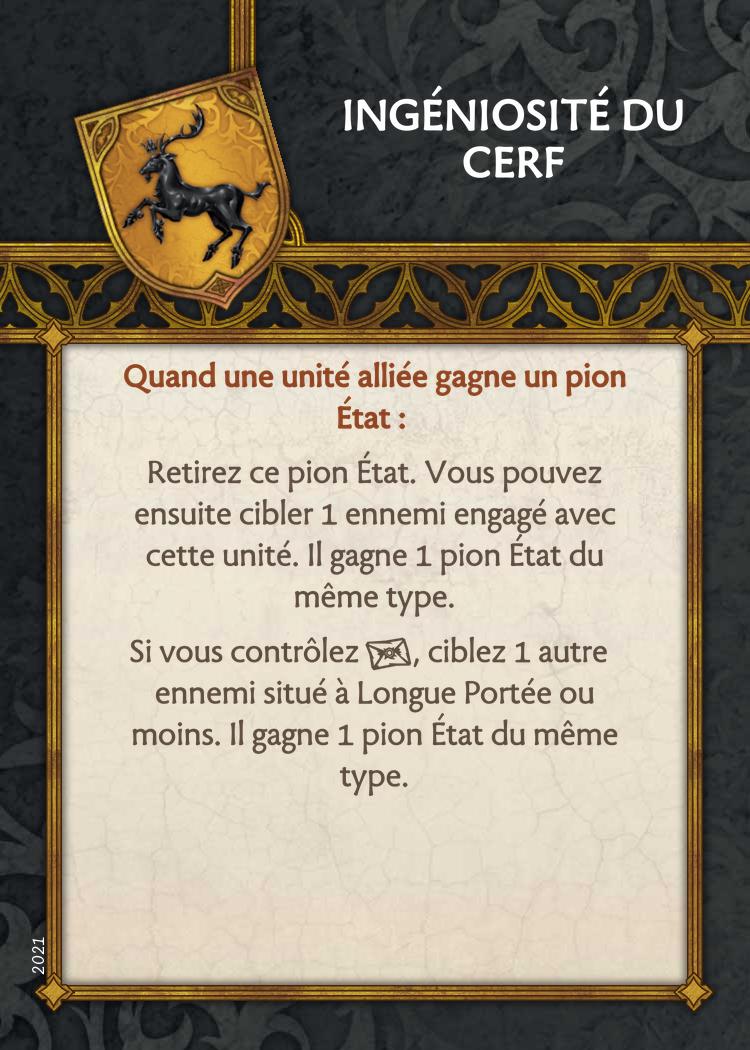 INGÉNIOSITÉ DU
CERF
Quand une unité alliée gagne un pion
État :
Retirez ce pion État. Vous pouvez
ensuite cibler 1 ennemi engagé avec
cette unité. Il gagne 1 pion État du
même type.
Si vous contrôlez , ciblez 1 autre
ennemi situé à Longue Portée ou
moins. Il gagne 1 pion État du même
type.
2021